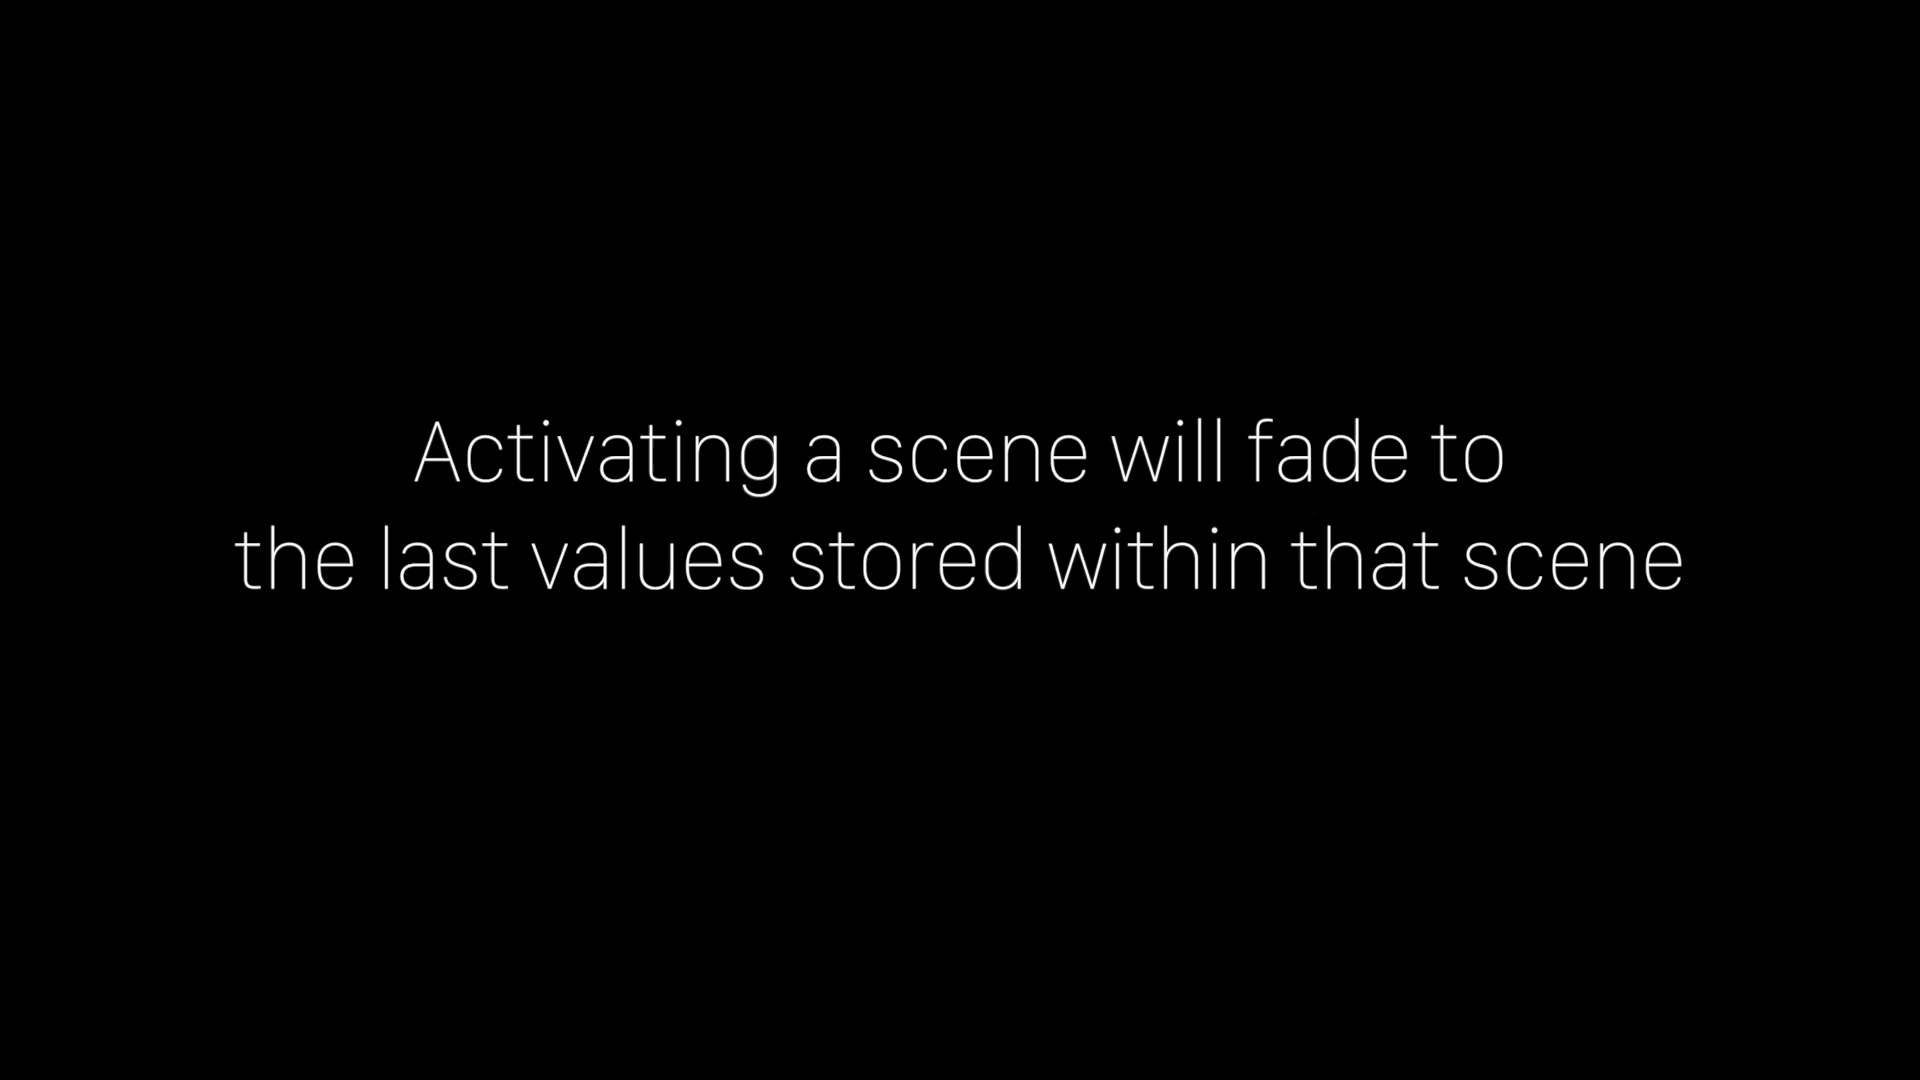 Activating a scene will fade to
the last values stored within that scene